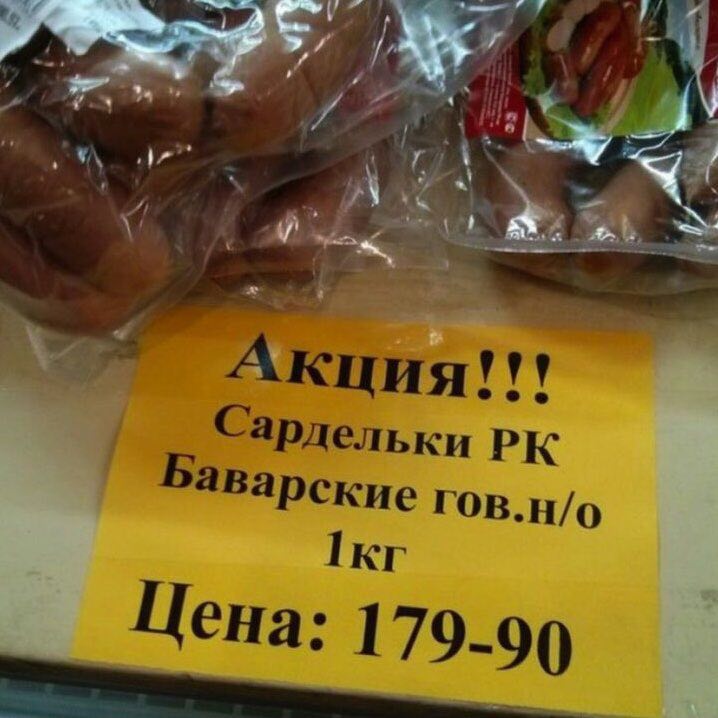 Акция!!!
Сардельки РК
Баварские гов.н/о
1кг
Цена: 179-90